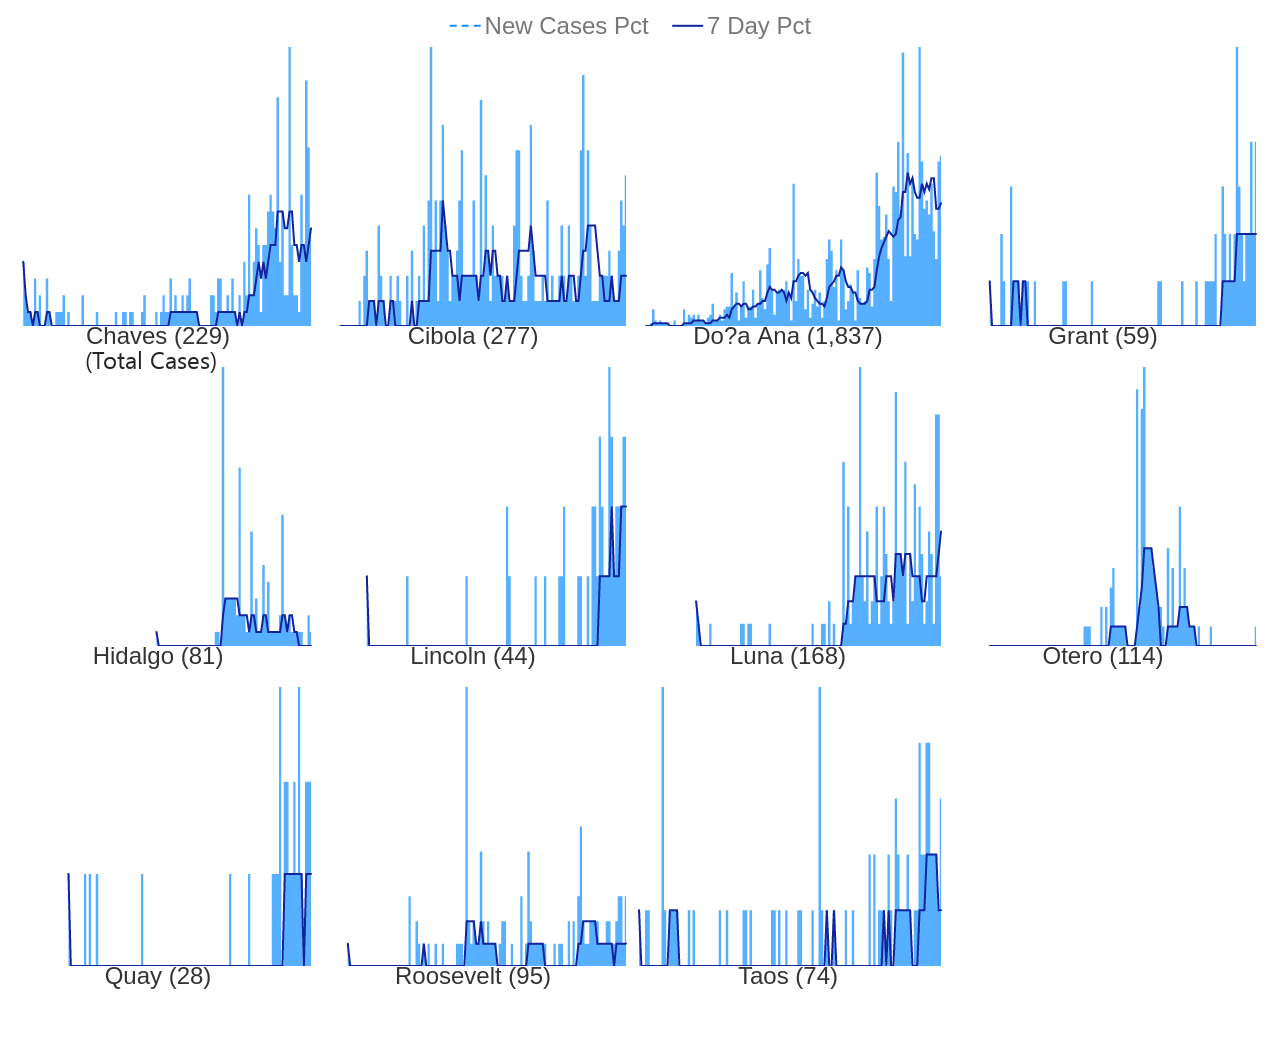 New Cases Pct 7 Day Pct
Chaves (229) Cibola (277) Do?a Ana (1,837) Grant (59)
(Total Cases)
Hidalgo (81) Lincoln (44) Luna (168) Otero (114)
Quay (28) Roosevelt (95) Taos (74)